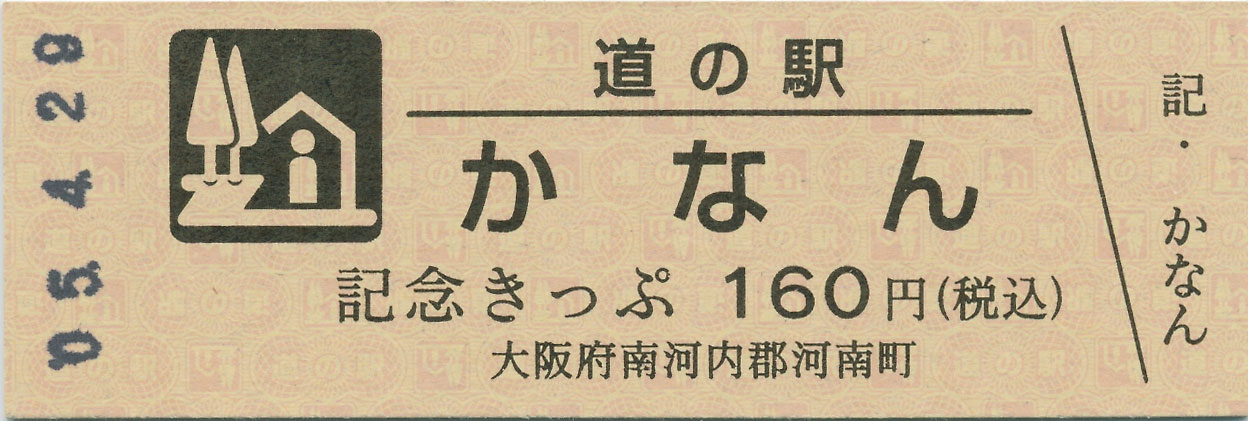 05.4.29
道の駅
かなん
記念きっぷ 160円(税込)
大阪府南河内郡河南町
記・かなん